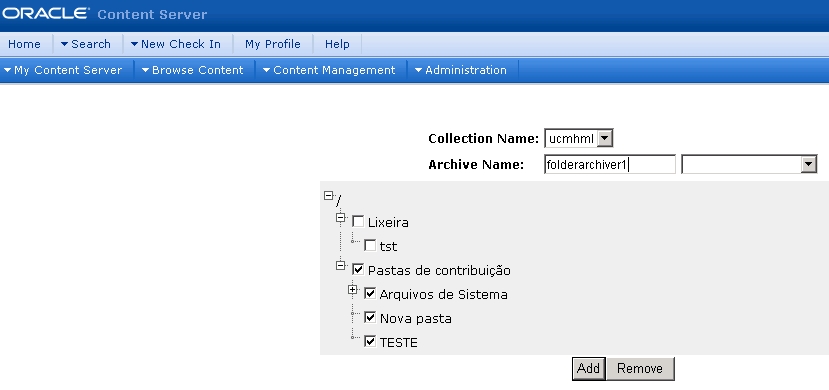 ORACLE Content Server
Home Search New Check In My Profile Help
My Content Server Browse Content Content Management Administration
Collection Name: ucmhml
Archive Name: folderarchiver1
/
Lixeira
tst
Pastas de contribuição
Arquivos de Sistema
Nova pasta
TESTE
Add Remove